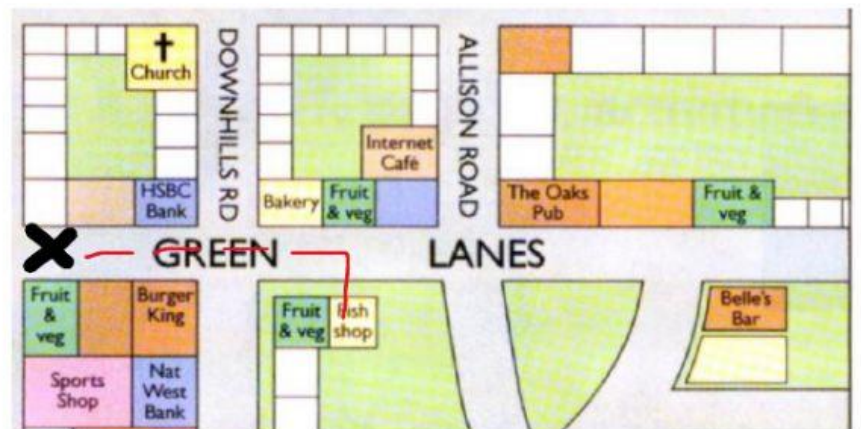 Church
DOWNHILLS RD
ALLISON ROAD
Internet
Café
HSBC
Bank
Bakery
Fruit
& veg
The Oaks
Pub
Fruit &
veg
GREEN LANES
Fruit
&
veg
Burger
King
Fruit
& veg
Fish
shop
Belle's
Bar
Sports
Shop
Nat
West
Bank